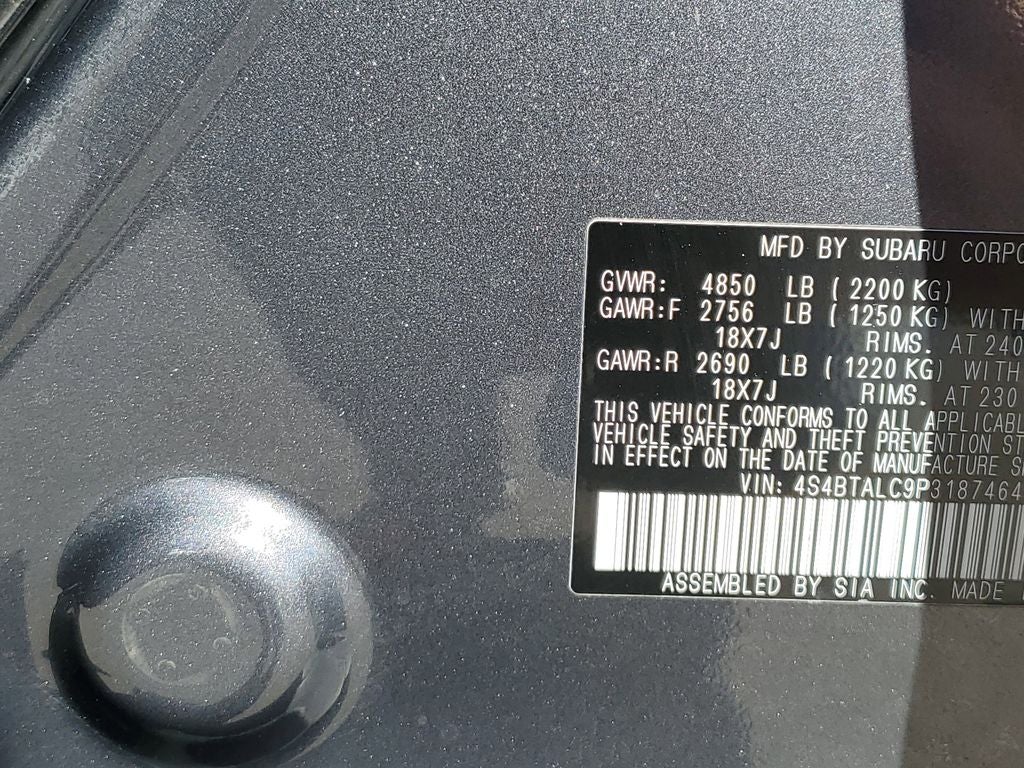 MFD BY SUBARU CORPO
GVWR: 4850 LB ( 2200 KG)
GAWR:F 2756 LB ( 1250 KG) WITH
18X7J RIMS. AT 240
GAWR:R 2690 LB ( 1220 KG) WITH
18X7J RIMS. AT 230
THIS VEHICLE CONFORMS TO ALL APPLICABL
VEHICLE SAFETY AND THEFT PREVENTION ST
IN EFFECT ON THE DATE OF MANUFACTURE S
VIN: 4S4BTALC9P3187464
ASSEMBLED BY SIA INC. MADE